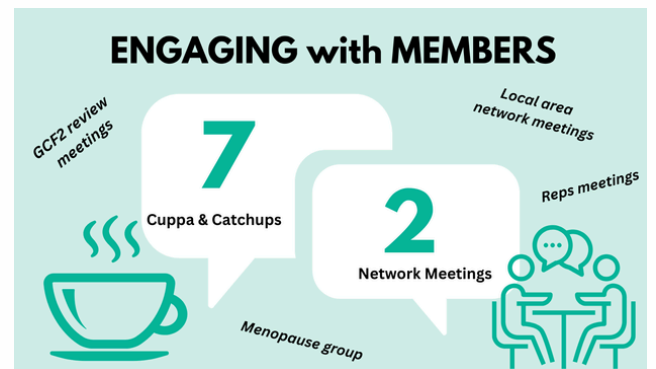 ENGAGING with MEMBERS
GCF2 review
meetings
7
Cuppa & Catchups
Local area
network meetings
Reps meetings
2
Network Meetings
Menopause group